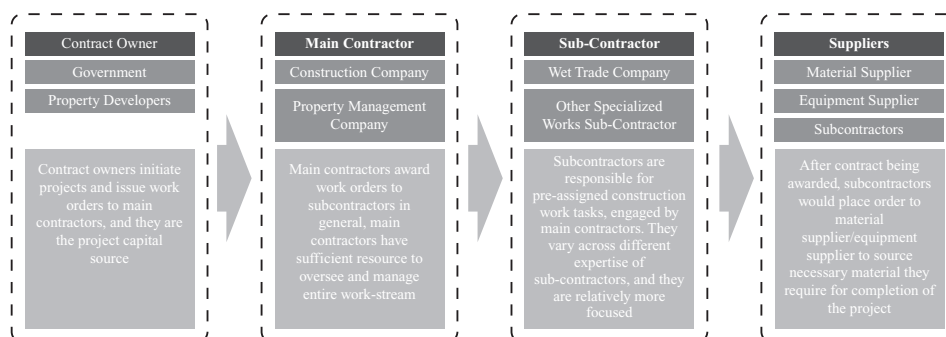 Contract Owner
Government
Property Developers
Contract owners initiate
projects and issue work
orders to main
contractors, and they are
the project capital
source
Main Contractor
Construction Company
Property Management
Company
Main contractors award
work orders to
subcontractors in
general, main
contractors have
sufficient resource to
oversee and manage
entire work-stream
Sub-Contractor
Wet Trade Company
Other Specialized
Works Sub-Contractor
Subcontractors are
responsible for
pre-assigned construction
work tasks, engaged by
main contractors. They
vary across different
expertise of
sub-contractors, and they
are relatively more
focused
Suppliers
Material Supplier
Equipment Supplier
Subcontractors
After contract being
awarded, subcontractors
would place order to
material
supplier/equipment
supplier to source
necessary material they
require for completion of
the project